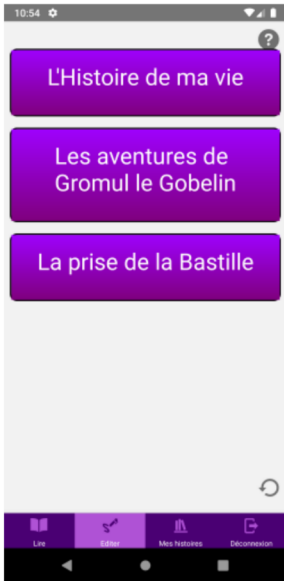 10:54
?
L'Histoire de ma vie
Les aventures de
Gromul le Gobelin
La prise de la Bastille
Lire
Editer
Mes histoires
Déconnexion